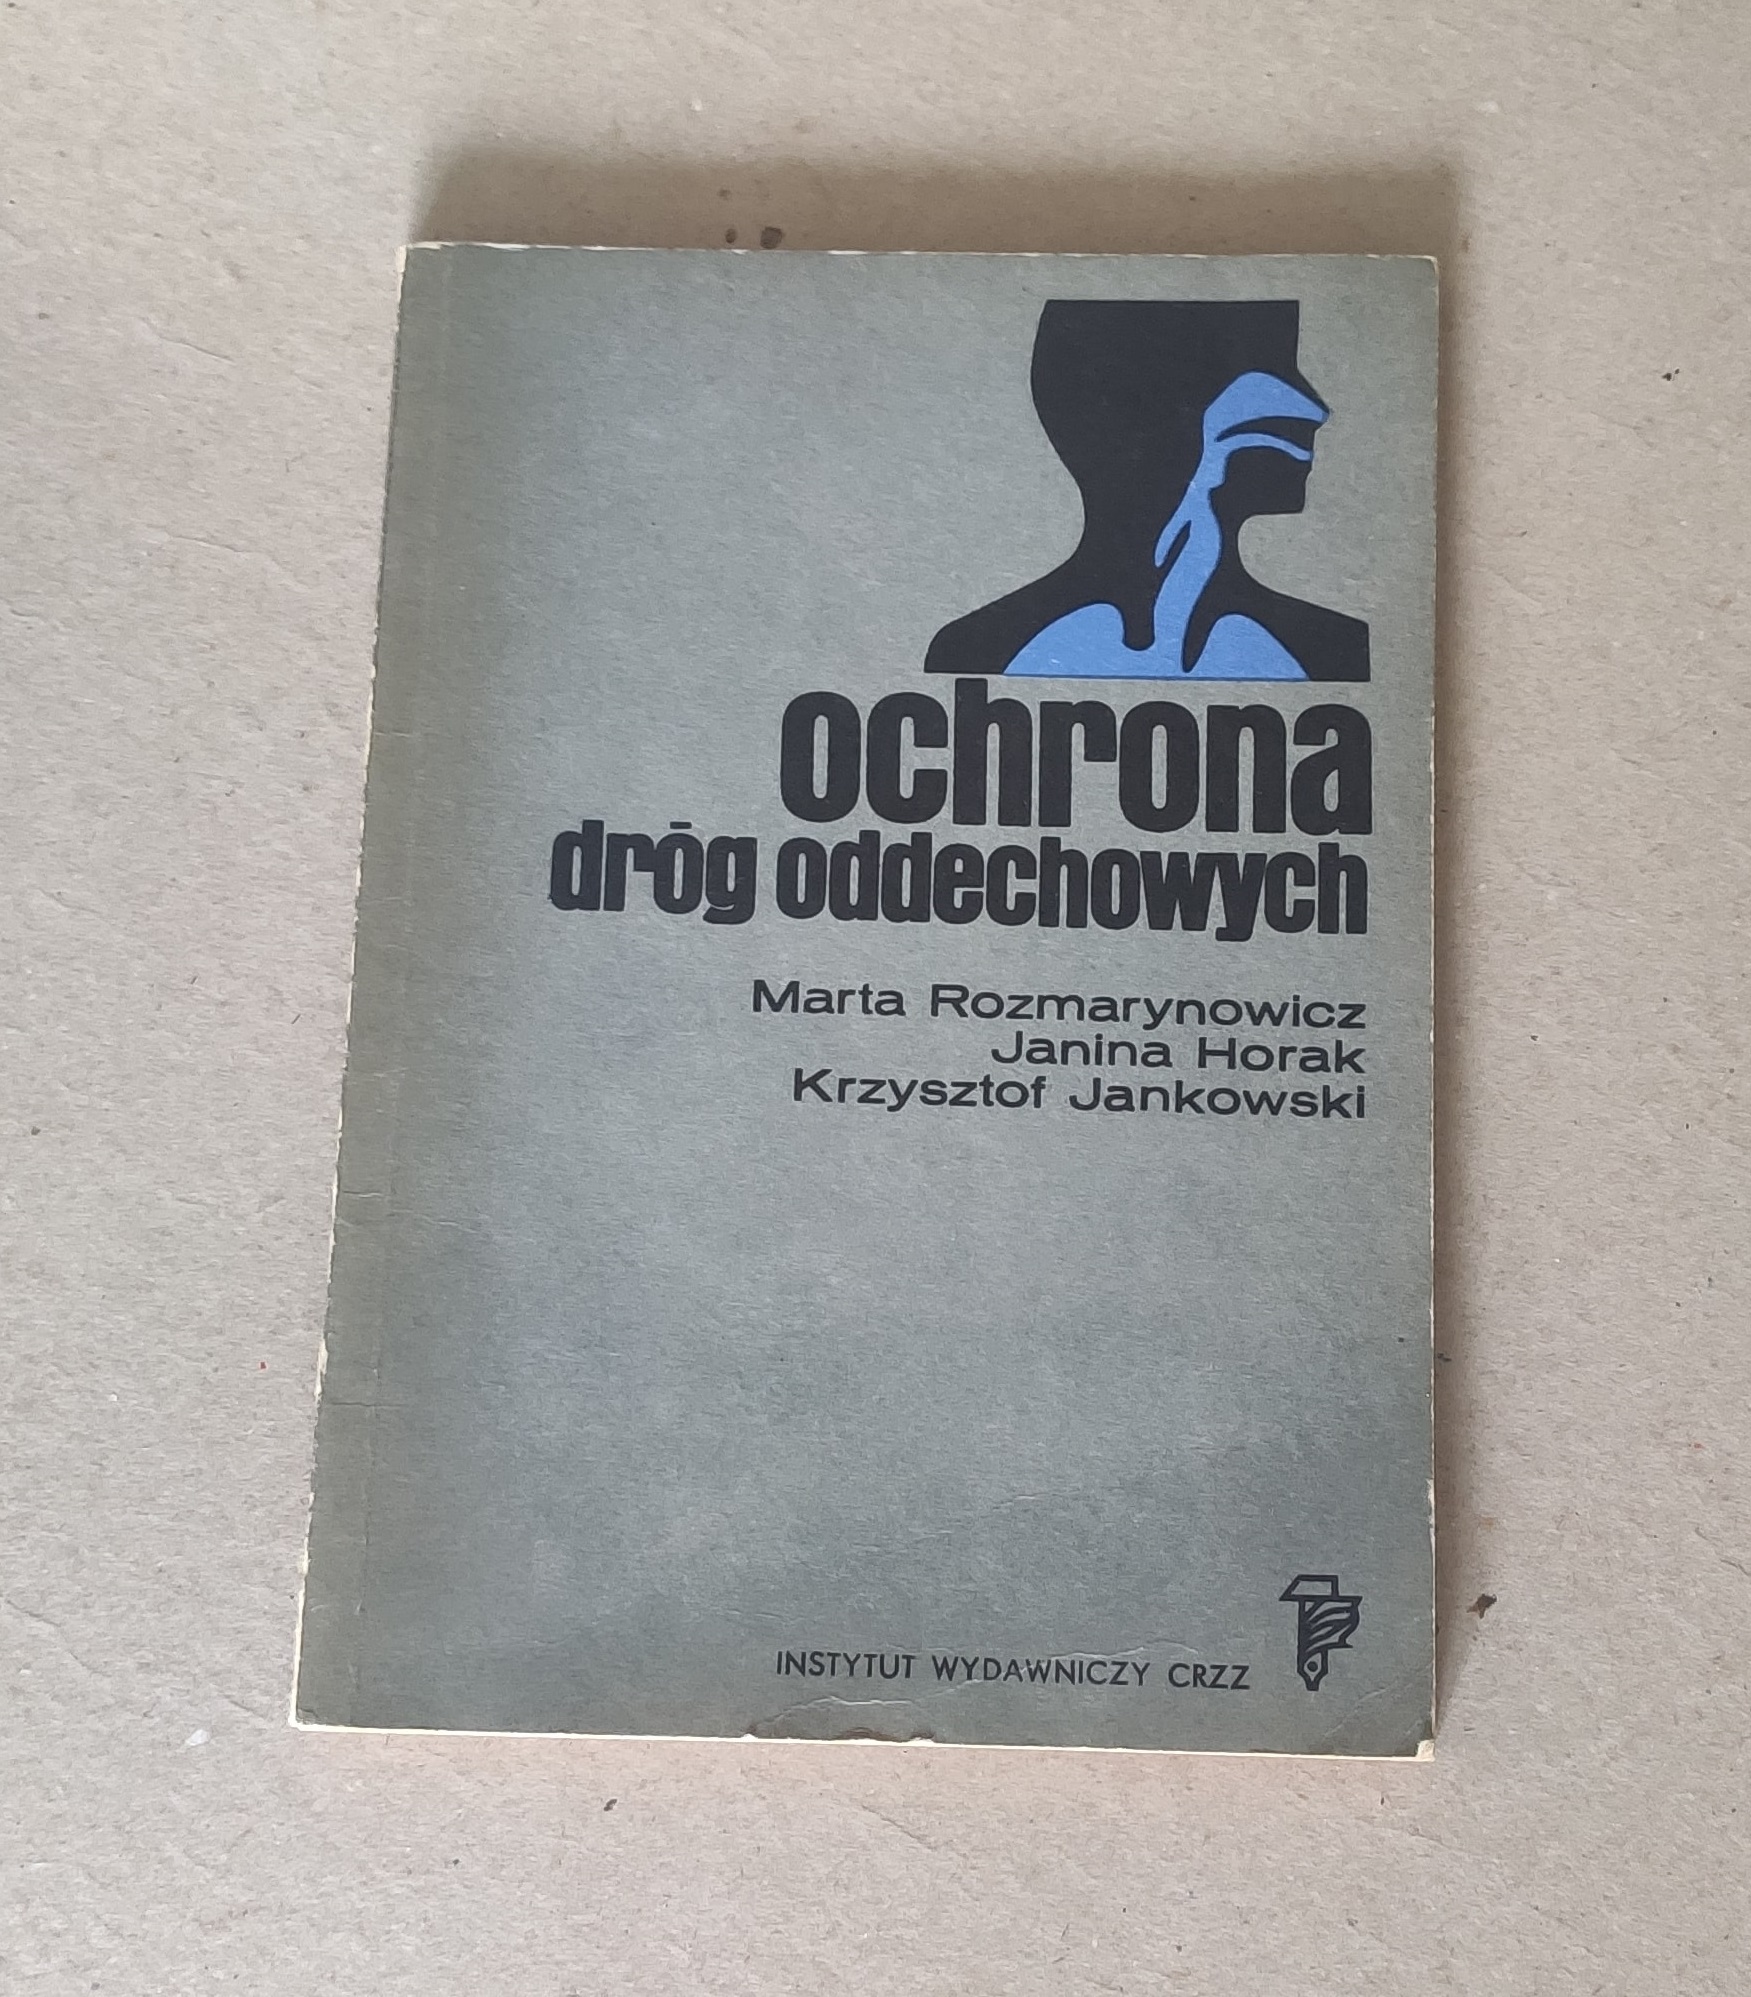 ochrona
dróg oddechowych
Marta Rozmarynowicz
Janina Horak
Krzysztof Jankowski
INSTYTUT WYDAWNICZY CRZZ